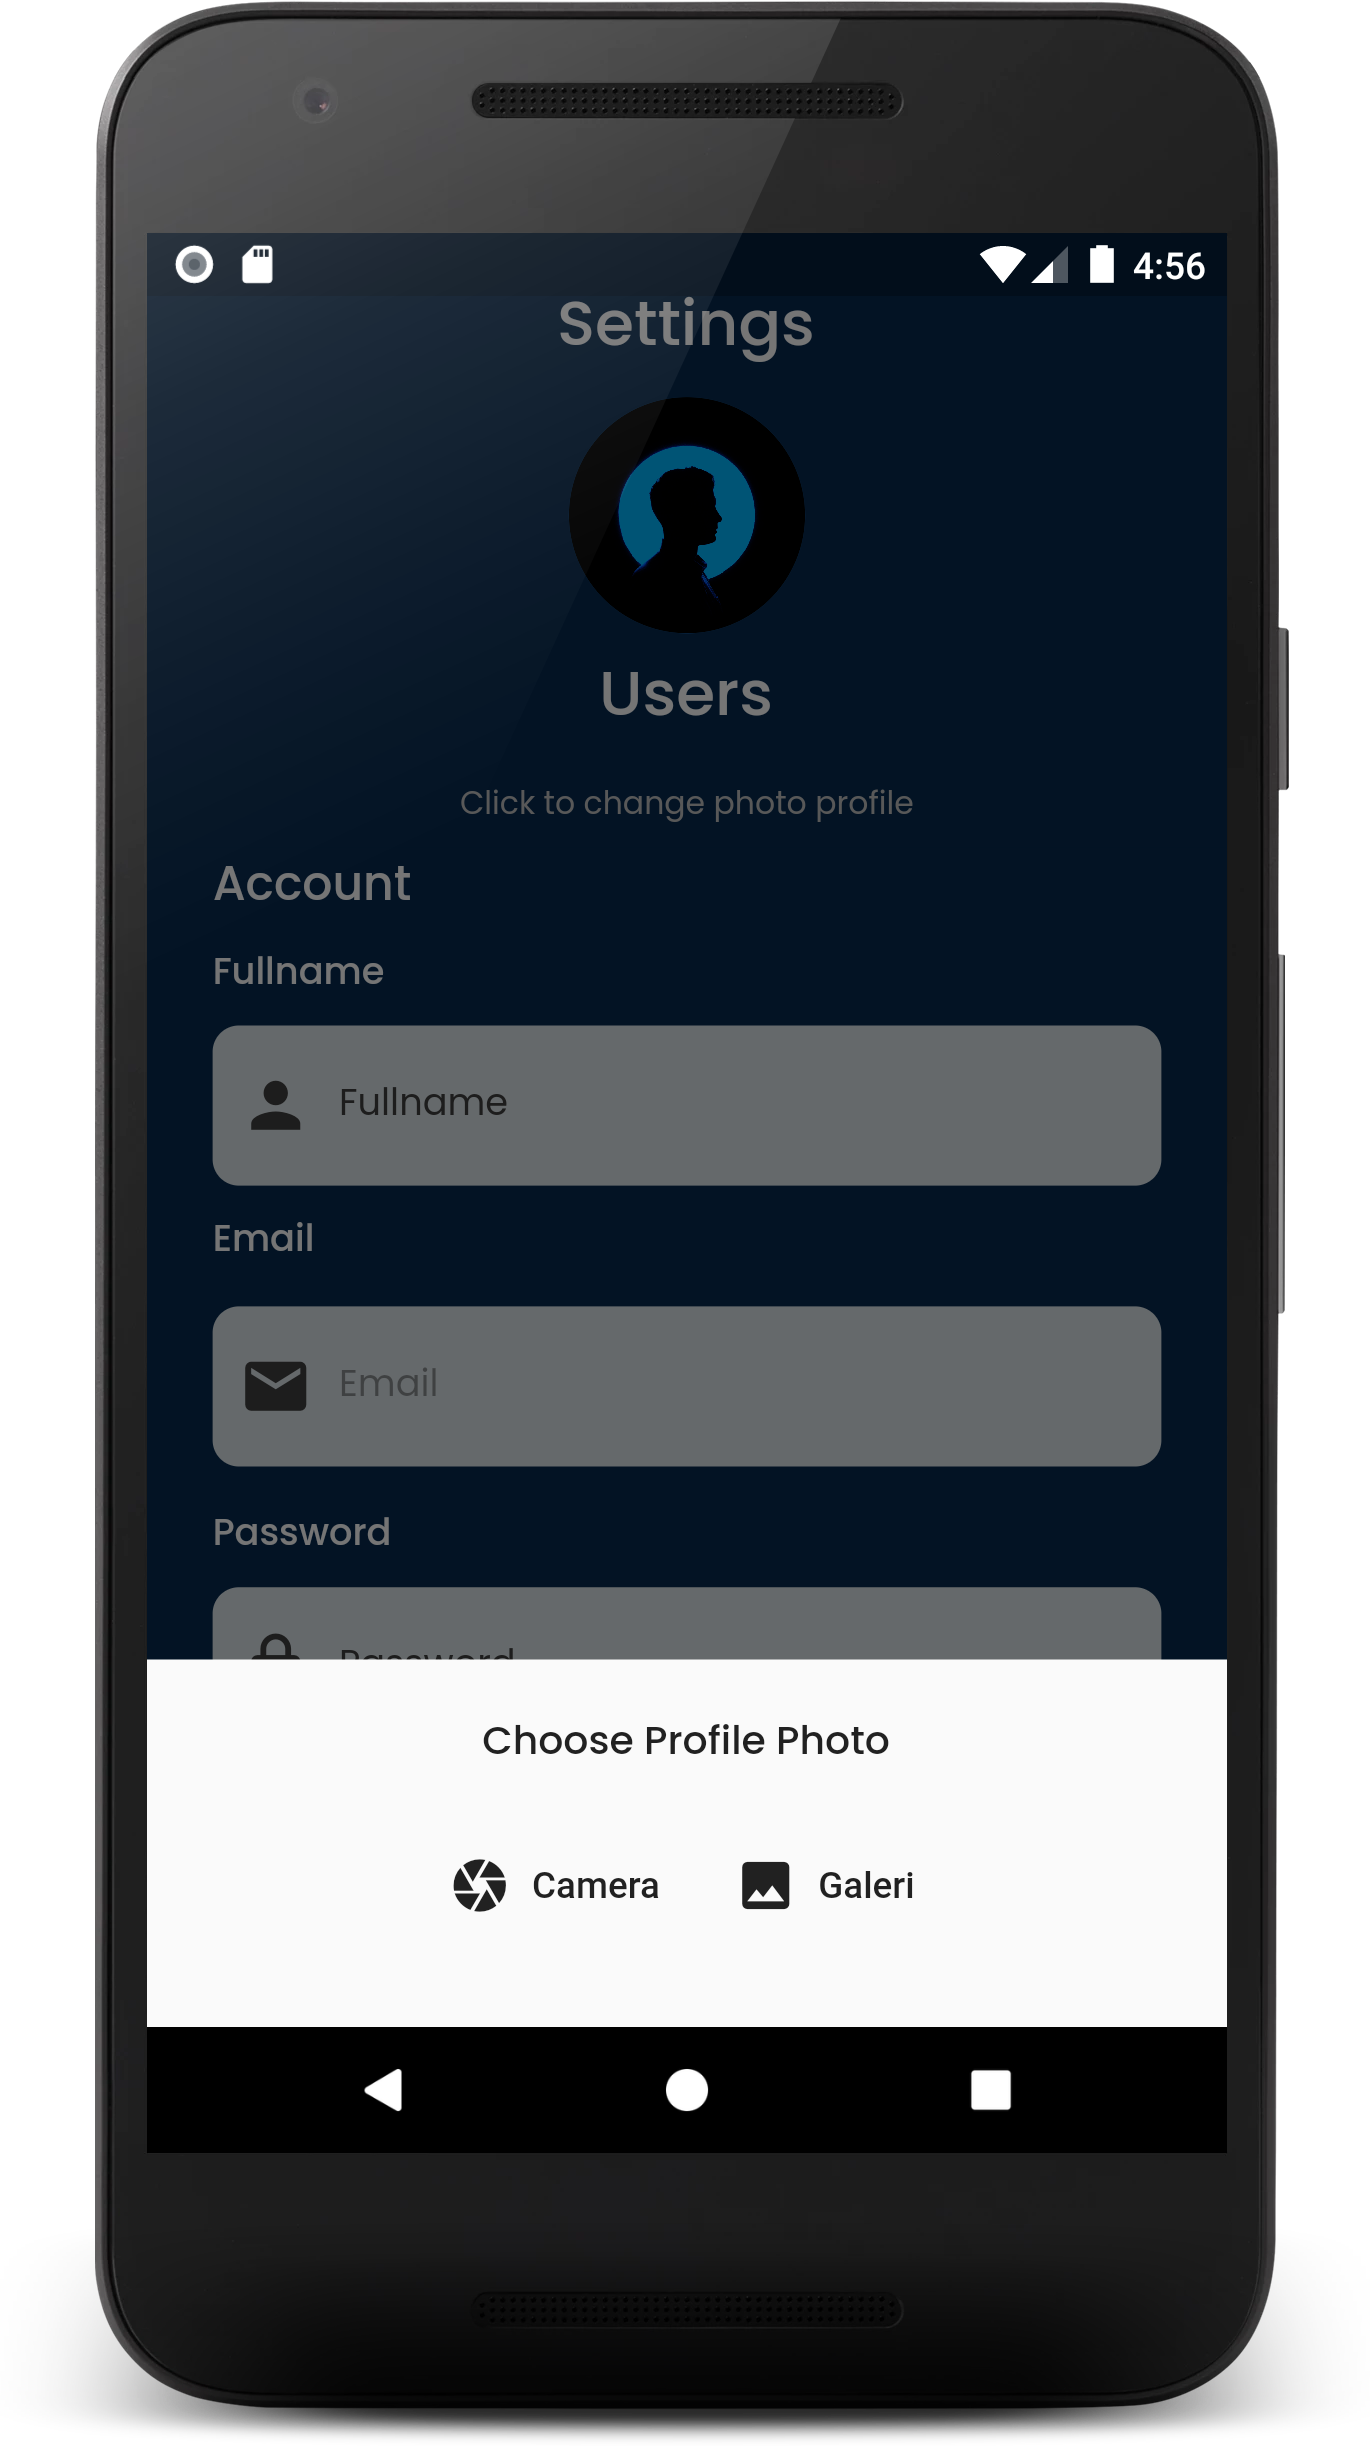 4:56
Settings
Users
Click to change photo profile
Account
Fullname
Fullname
Email
Email
Password
Password
Choose Profile Photo
Camera Galeri